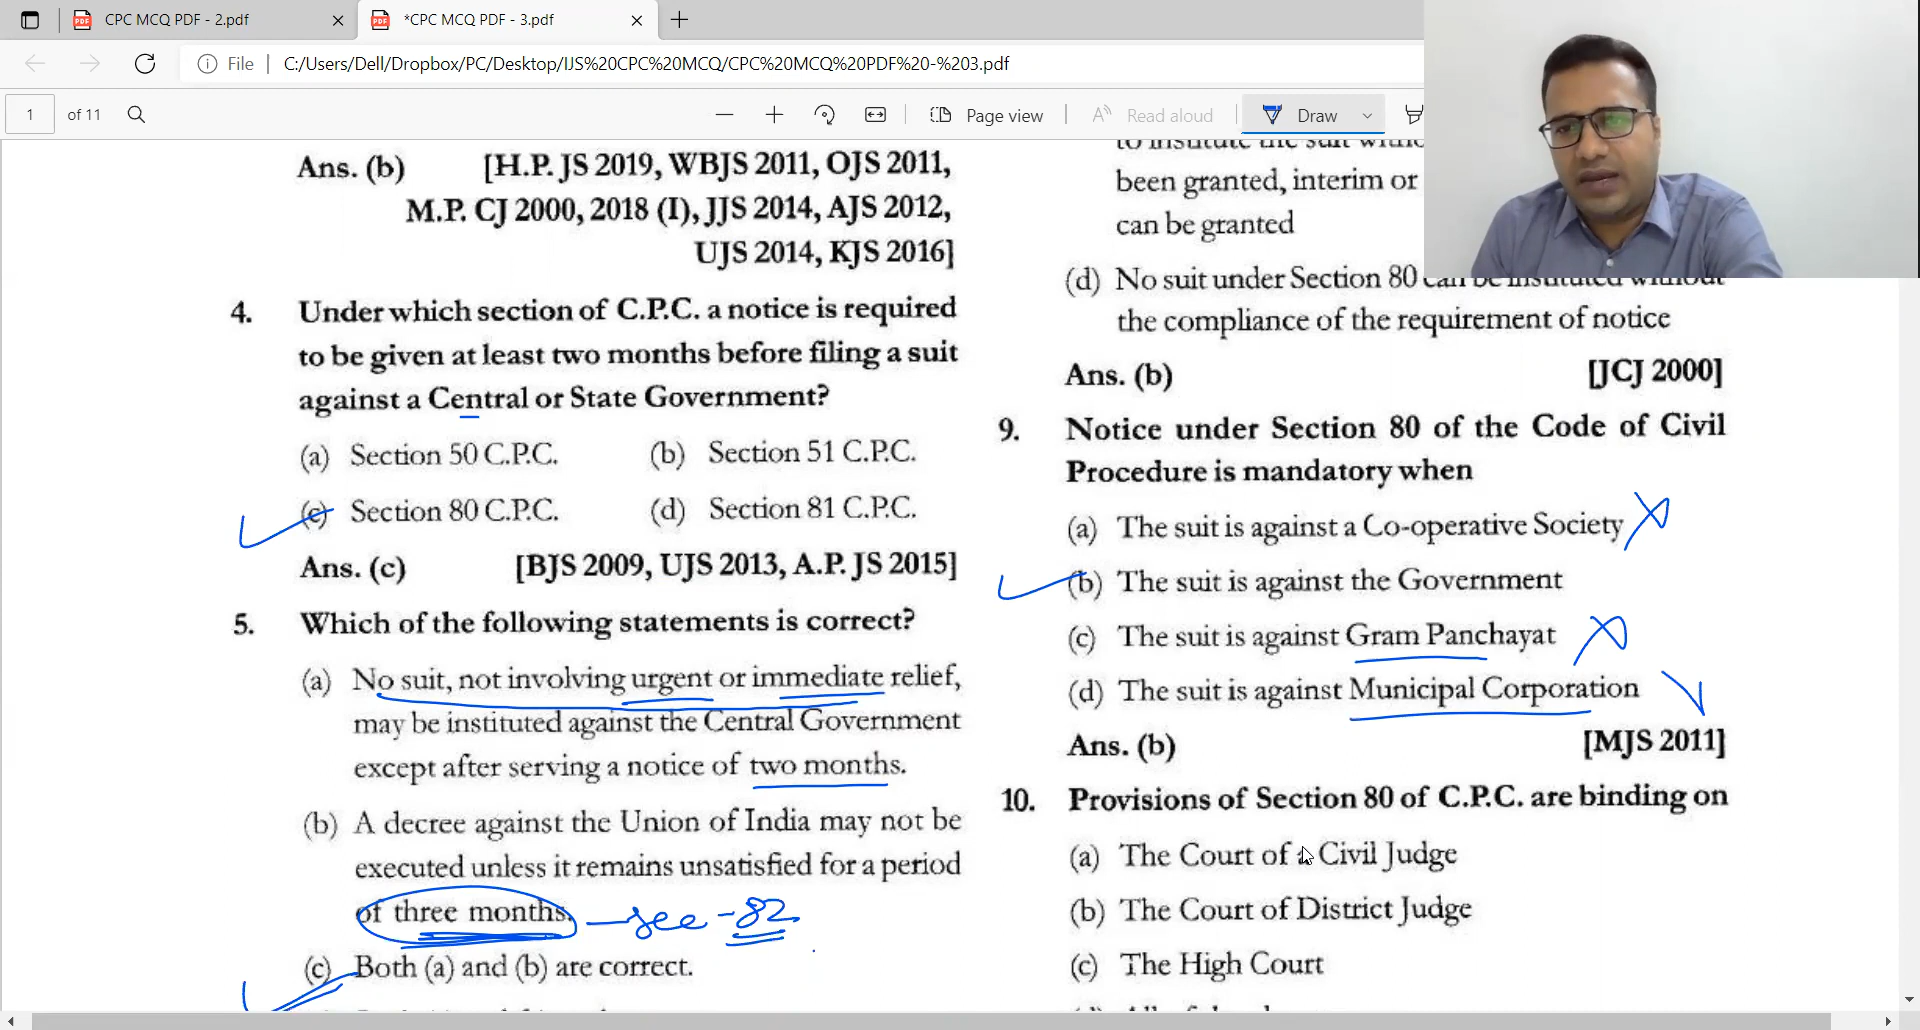 CPC MCQ PDF - 2.pdf
*CPC MCQ PDF - 3.pdf
File
C:/Users/Dell/Dropbox/PC/Desktop/IJS%20CPC%20MCQ/CPC%20MCQ%20PDF%20-%203.pdf
1 of 11
Page view
Read aloud
Draw
Ans. (b) [H.P. JS 2019, WBJS 2011, OJS 2011,
M.P. CJ 2000, 2018 (I), JJS 2014, AJS 2012,
UJS 2014, KJS 2016]
4. Under which section of C.P.C. a notice is required
to be given at least two months before filing a suit
against a Central or State Government?
(a) Section 50 C.P.C. (b) Section 51 C.P.C.
(c) Section 80 C.P.C. (d) Section 81 C.P.C.
Ans. (c) [BJS 2009, UJS 2013, A.P. JS 2015]
5. Which of the following statements is correct?
(a) No suit, not involving urgent or immediate relief,
may be instituted against the Central Government
except after serving a notice of two months.
(b) A decree against the Union of India may not be
executed unless it remains unsatisfied for a period
of three months. - see - 82
(c) Both (a) and (b) are correct.
to institute the suit
been granted, interim or
can be granted
(d) No suit under Section 80 can be instituted without
the compliance of the requirement of notice
Ans. (b) [JCJ 2000]
9. Notice under Section 80 of the Code of Civil
Procedure is mandatory when
(a) The suit is against a Co-operative Society
(b) The suit is against the Government
(c) The suit is against Gram Panchayat
(d) The suit is against Municipal Corporation
Ans. (b) [MJS 2011]
10. Provisions of Section 80 of C.P.C. are binding on
(a) The Court of a Civil Judge
(b) The Court of District Judge
(c) The High Court